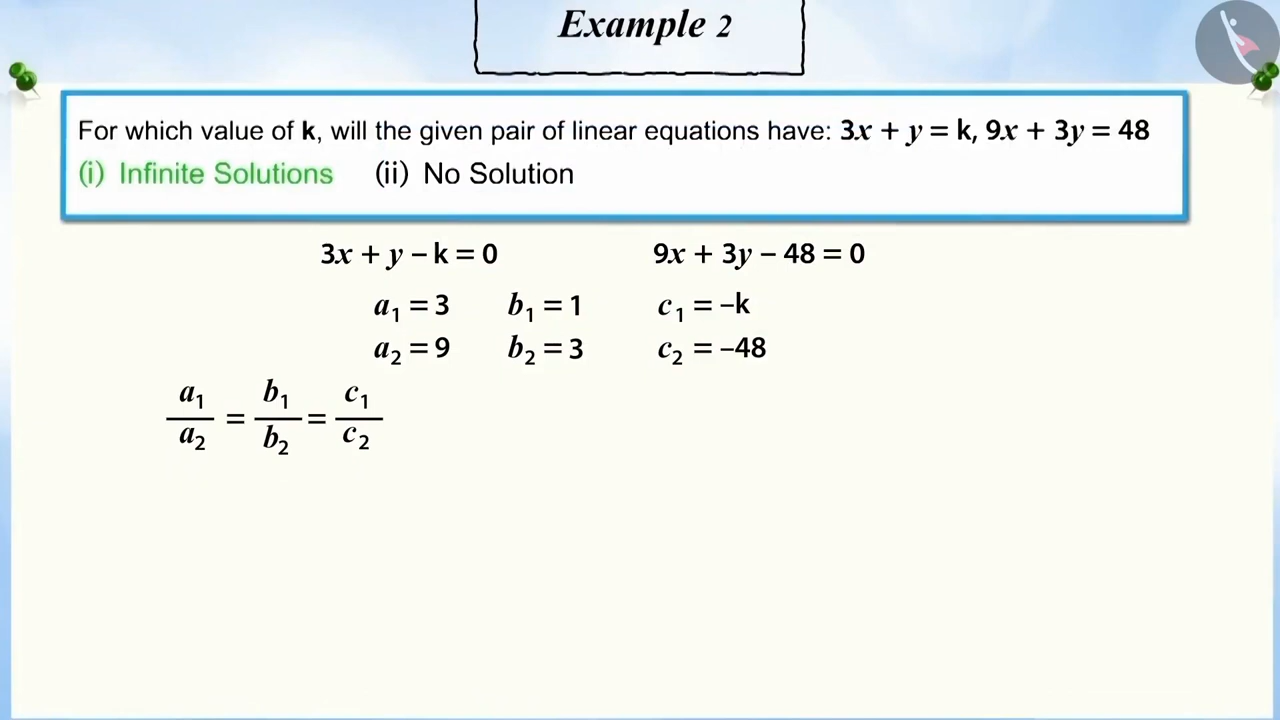 Example 2
For which value of k, will the given pair of linear equations have: 3x + y = k, 9x + 3y = 48
(i) Infinite Solutions (ii) No Solution
3x + y – k = 0 9x + 3y – 48 = 0
a₁ = 3 b₁ = 1 c₁ = –k
a₂ = 9 b₂ = 3 c₂ = –48
a₁/a₂ = b₁/b₂ = c₁/c₂